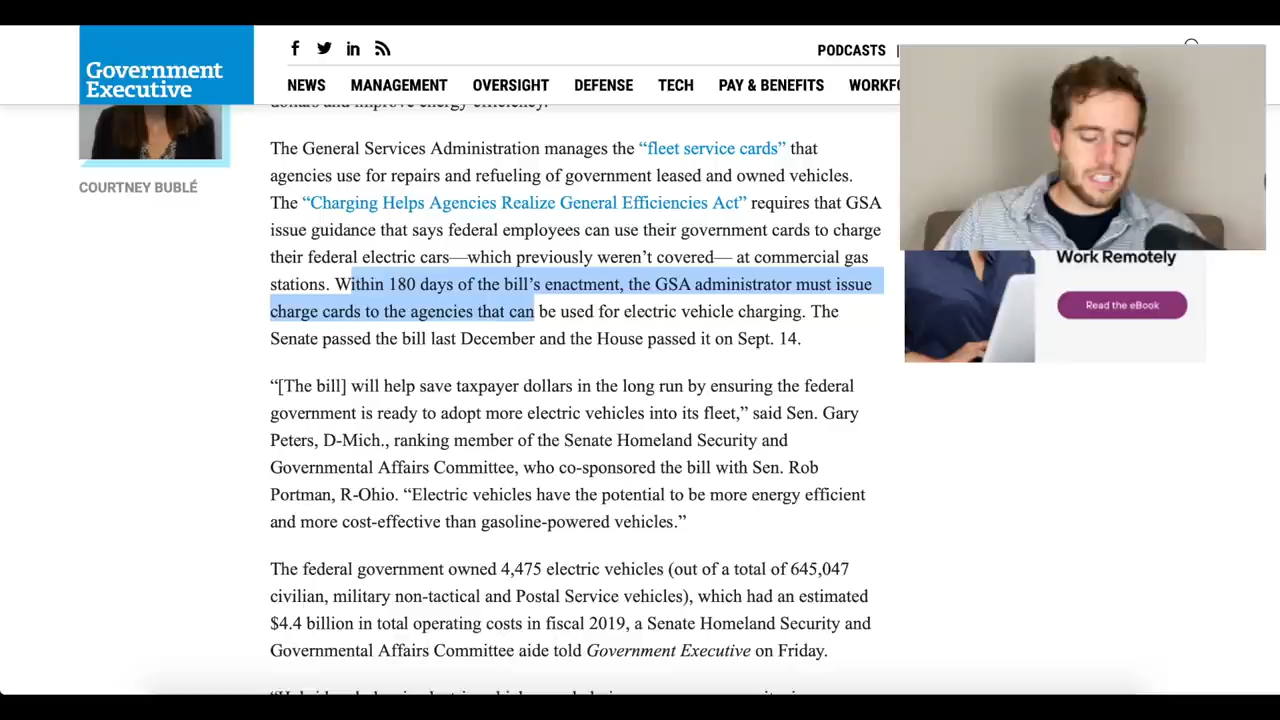 Government
Executive
PODCASTS
NEWS MANAGEMENT OVERSIGHT DEFENSE TECH PAY & BENEFITS WORKFO
COURTNEY BUBLÉ
dollars and improve energy efficiency.
The General Services Administration manages the “fleet service cards” that
agencies use for repairs and refueling of government leased and owned vehicles.
The “Charging Helps Agencies Realize General Efficiencies Act” requires that GSA
issue guidance that says federal employees can use their government cards to charge
their federal electric cars—which previously weren’t covered— at commercial gas
stations. Within 180 days of the bill’s enactment, the GSA administrator must issue
charge cards to the agencies that can be used for electric vehicle charging. The
Senate passed the bill last December and the House passed it on Sept. 14.
“[The bill] will help save taxpayer dollars in the long run by ensuring the federal
government is ready to adopt more electric vehicles into its fleet,” said Sen. Gary
Peters, D-Mich., ranking member of the Senate Homeland Security and
Governmental Affairs Committee, who co-sponsored the bill with Sen. Rob
Portman, R-Ohio. “Electric vehicles have the potential to be more energy efficient
and more cost-effective than gasoline-powered vehicles.”
The federal government owned 4,475 electric vehicles (out of a total of 645,047
civilian, military non-tactical and Postal Service vehicles), which had an estimated
$4.4 billion in total operating costs in fiscal 2019, a Senate Homeland Security and
Governmental Affairs Committee aide told Government Executive on Friday.
Work Remotely
Read the eBook